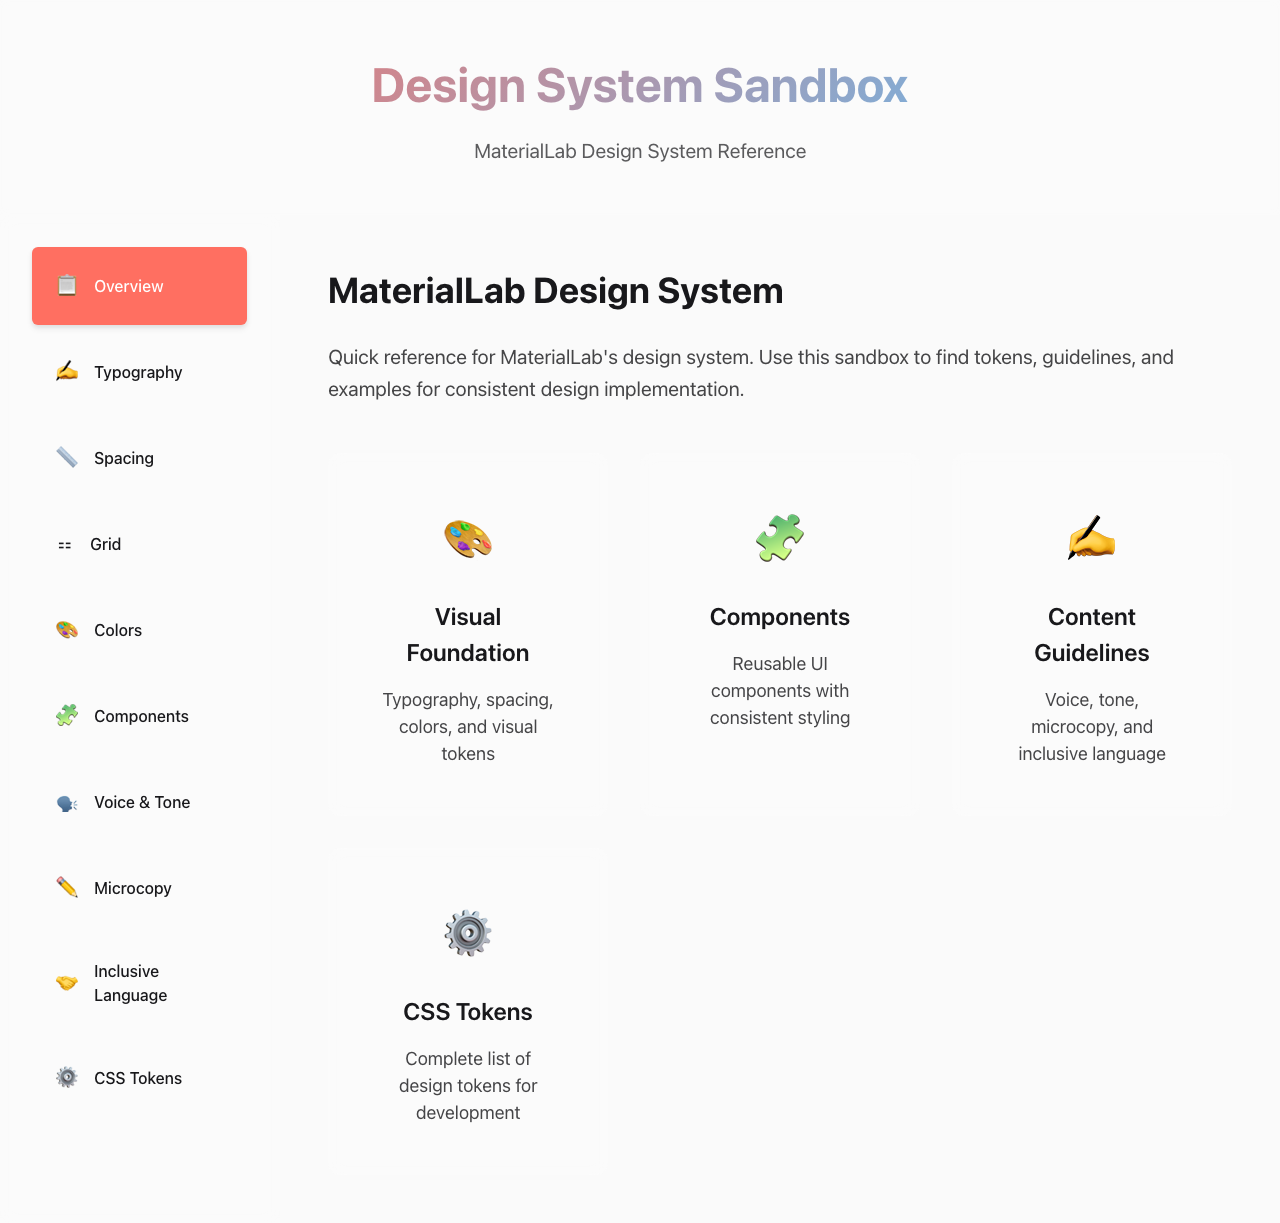 Design System Sandbox
MaterialLab Design System Reference
Overview
Typography
Spacing
Grid
Colors
Components
Voice & Tone
Microcopy
Inclusive
Language
CSS Tokens
MaterialLab Design System
Quick reference for MaterialLab's design system. Use this sandbox to find tokens, guidelines, and
examples for consistent design implementation.
Visual
Foundation
Typography, spacing,
colors, and visual
tokens
Components
Reusable UI
components with
consistent styling
Content
Guidelines
Voice, tone,
microcopy, and
inclusive language
CSS Tokens
Complete list of
design tokens for
development